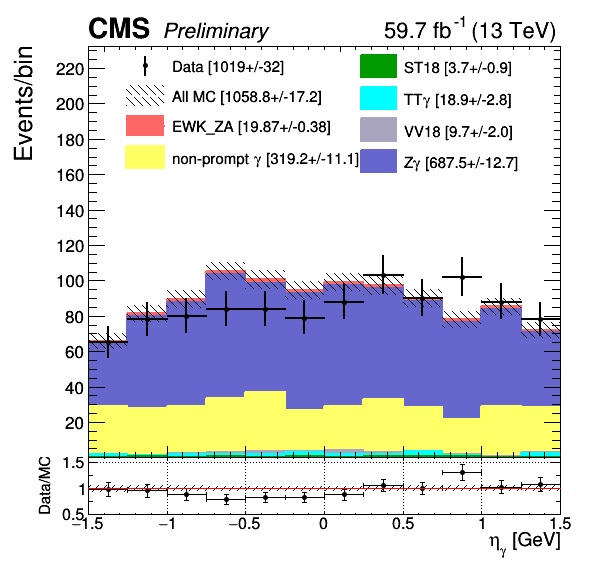 CMS Preliminary 59.7 fb⁻¹ (13 TeV)
Events/bin
220
200
180
160
140
120
100
80
60
40
20
Data [1019+/-32]
All MC [1058.8+/-17.2]
EWK_ZA [19.87+/-0.38]
non-prompt γ [319.2+/-11.1]
ST18 [3.7+/-0.9]
TTγ [18.9+/-2.8]
VV18 [9.7+/-2.0]
Zγ [687.5+/-12.7]
Data/MC
1.5
1
0.5
−1.5 −1 −0.5 0 0.5 1 1.5
ηγ [GeV]